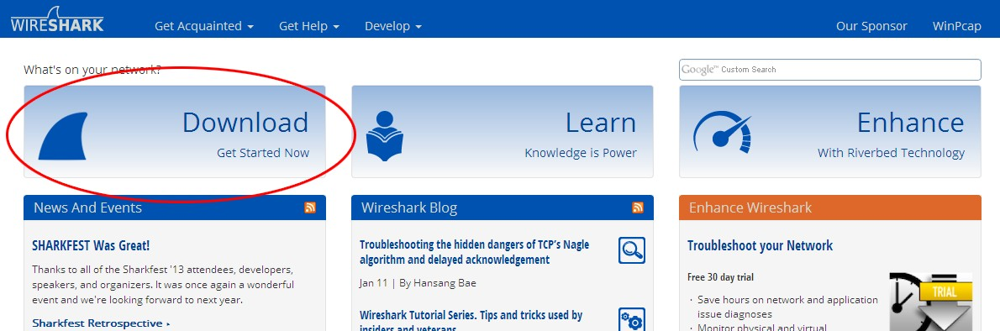 WIRESHARK
Get Acquainted
Get Help
Develop
Our Sponsor
WinPcap
What's on your network?
Google™ Custom Search
Download
Get Started Now
Learn
Knowledge is Power
Enhance
With Riverbed Technology
News And Events
SHARKFEST Was Great!
Thanks to all of the Sharkfest '13 attendees, developers,
speakers, and organizers. It was once again a wonderful
event and we're looking forward to next year.
Sharkfest Retrospective ▸
Wireshark Blog
Troubleshooting the hidden dangers of TCP's Nagle
algorithm and delayed acknowledgement
Jan 11 | By Hansang Bae
Wireshark Tutorial Series. Tips and tricks used by
insiders and veterans
Enhance Wireshark
Troubleshoot your Network
Free 30 day trial
· Save hours on network and application
issue diagnoses
· Monitor physical and virtual
TRIAL